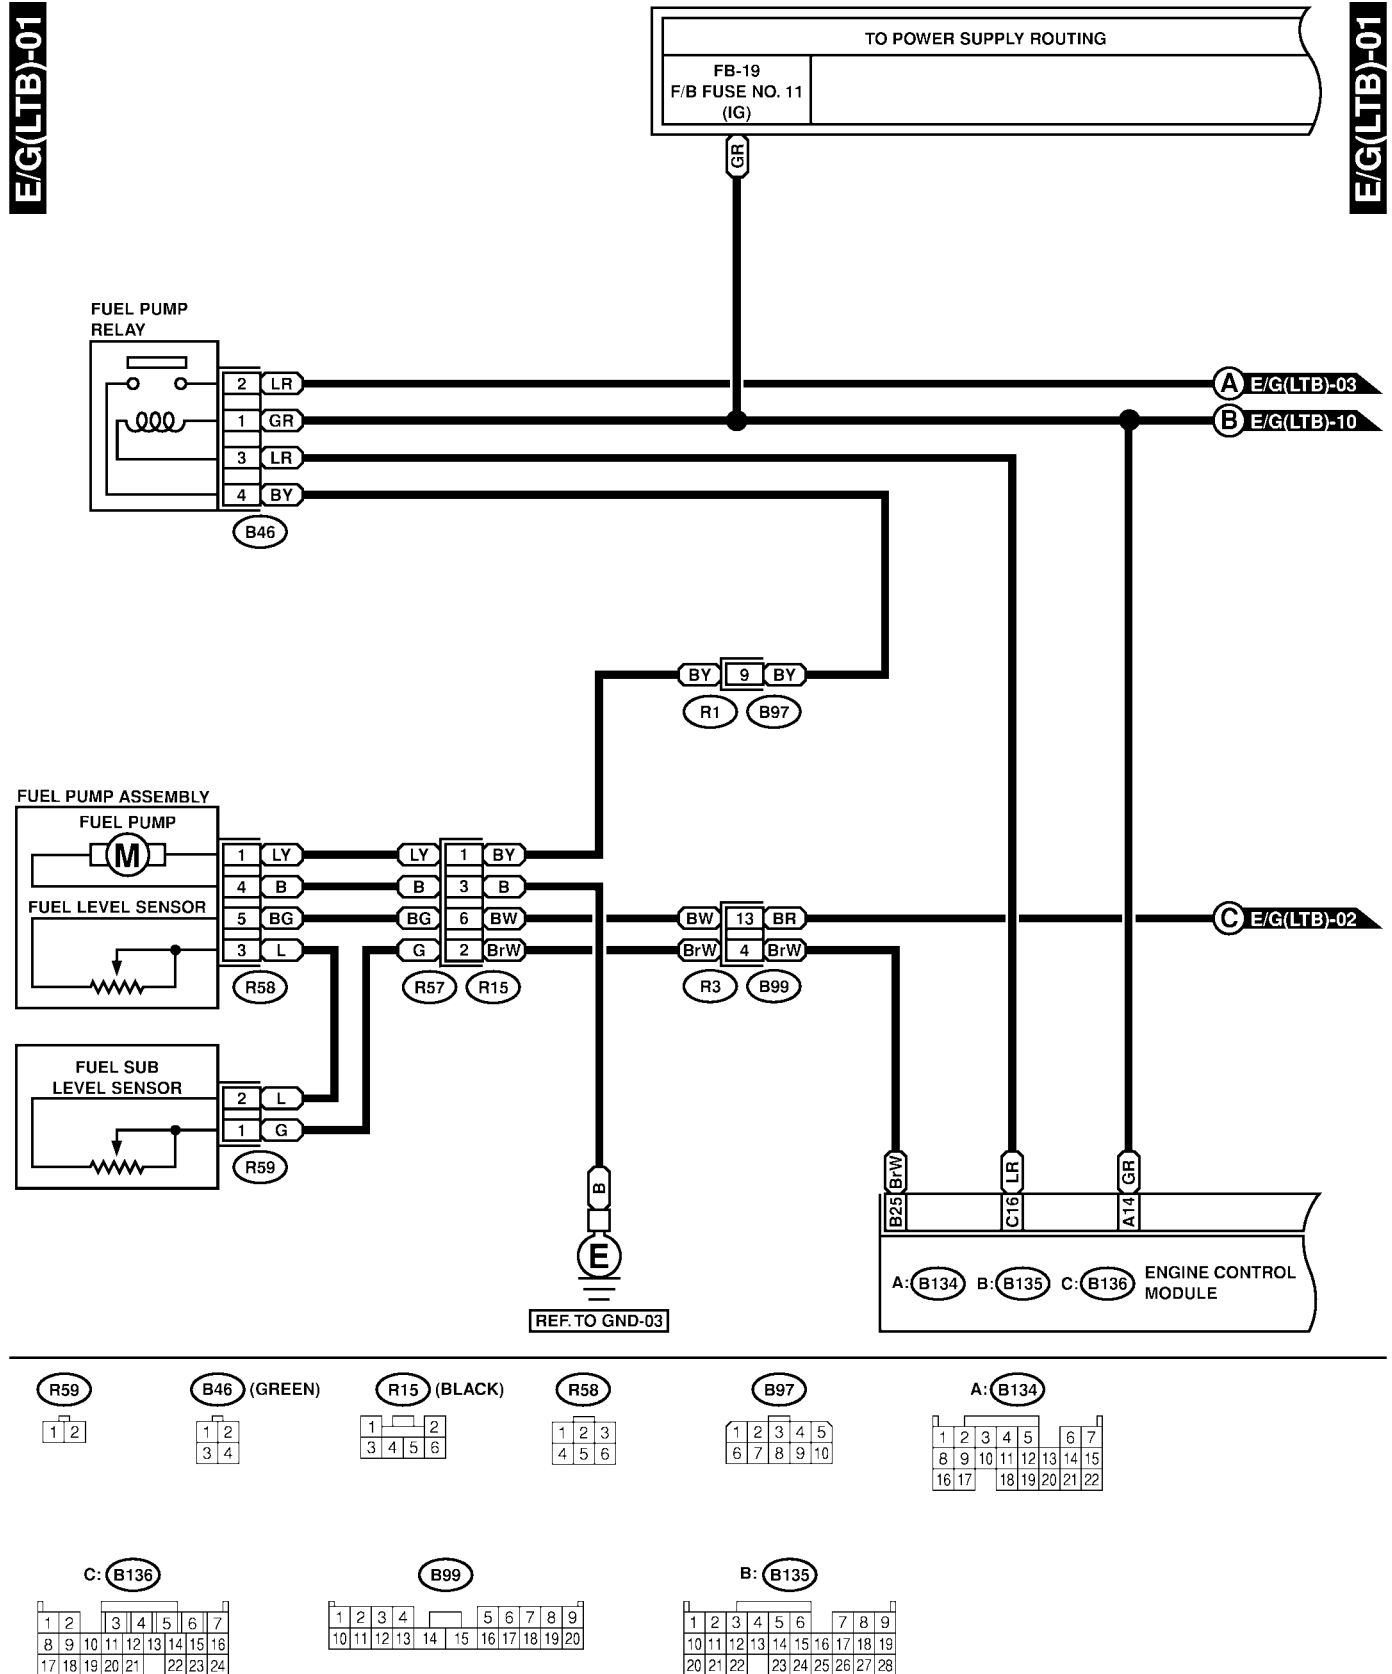 E/G(LTB)-01
E/G(LTB)-01
TO POWER SUPPLY ROUTING
FB-19
F/B FUSE NO. 11
(IG)
GR
FUEL PUMP
RELAY
2 LR
A E/G(LTB)-03
1 GR
B E/G(LTB)-10
3 LR
4 BY
B46
BY 9 BY
R1 B97
FUEL PUMP ASSEMBLY
FUEL PUMP
M
1 LY LY 1 BY
4 B B 3 B
FUEL LEVEL SENSOR
5 BG BG 6 BW BW 13 BR
C E/G(LTB)-02
3 L G 2 BrW BrW 4 BrW
R58 R57 R15 R3 B99
FUEL SUB
LEVEL SENSOR
2 L
1 G
R59
B
E
REF. TO GND-03
BrW LR GR
B25 C16 A14
A: B134 B: B135 C: B136
ENGINE CONTROL
MODULE
R59
1 2
B46 (GREEN)
1 2
3 4
R15 (BLACK)
1 2
3 4 5 6
R58
1 2 3
4 5 6
B97
1 2 3 4 5
6 7 8 9 10
A: B134
1 2 3 4 5 6 7
8 9 10 11 12 13 14 15
16 17 18 19 20 21 22
C: B136
1 2 3 4 5 6 7
8 9 10 11 12 13 14 15 16
17 18 19 20 21 22 23 24
B99
1 2 3 4 5 6 7 8 9
10 11 12 13 14 15 16 17 18 19 20
B: B135
1 2 3 4 5 6 7 8 9
10 11 12 13 14 15 16 17 18 19
20 21 22 23 24 25 26 27 28